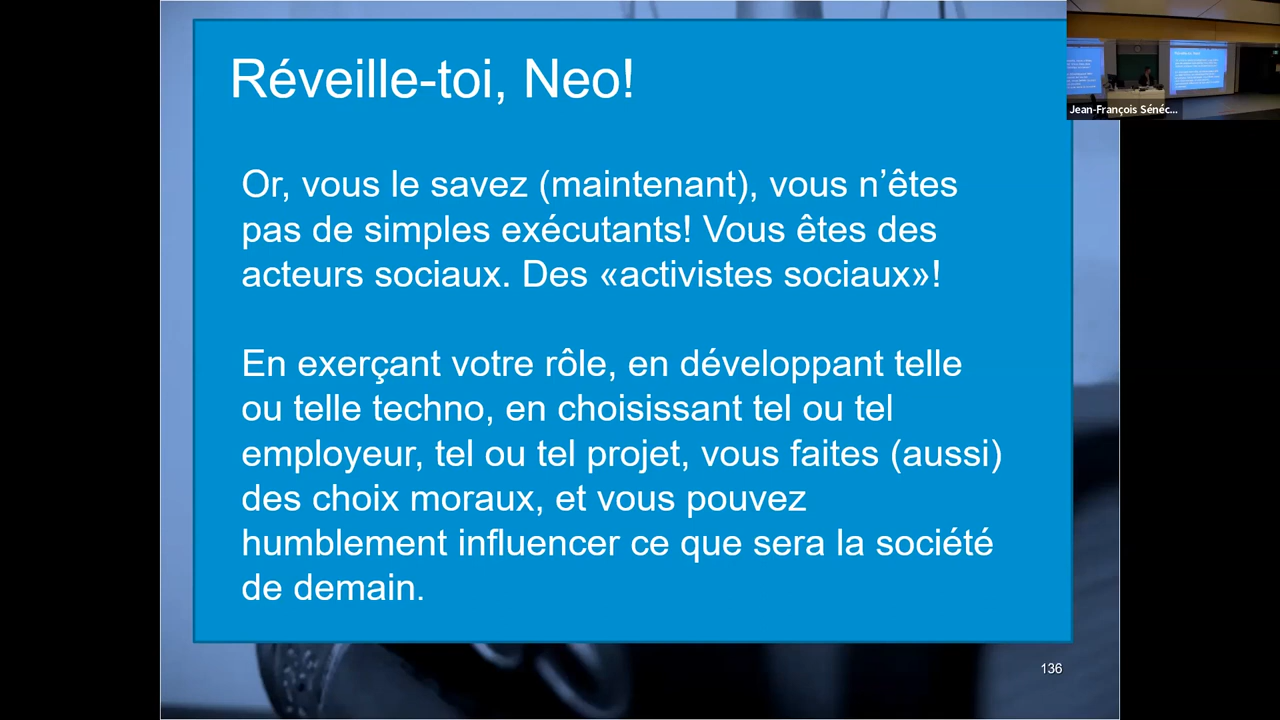 Réveille-toi, Neo!
Or, vous le savez (maintenant), vous n’êtes
pas de simples exécutants! Vous êtes des
acteurs sociaux. Des «activistes sociaux»!
En exerçant votre rôle, en développant telle
ou telle techno, en choisissant tel ou tel
employeur, tel ou tel projet, vous faites (aussi)
des choix moraux, et vous pouvez
humblement influencer ce que sera la société
de demain.
136
Jean-François Sénéc...